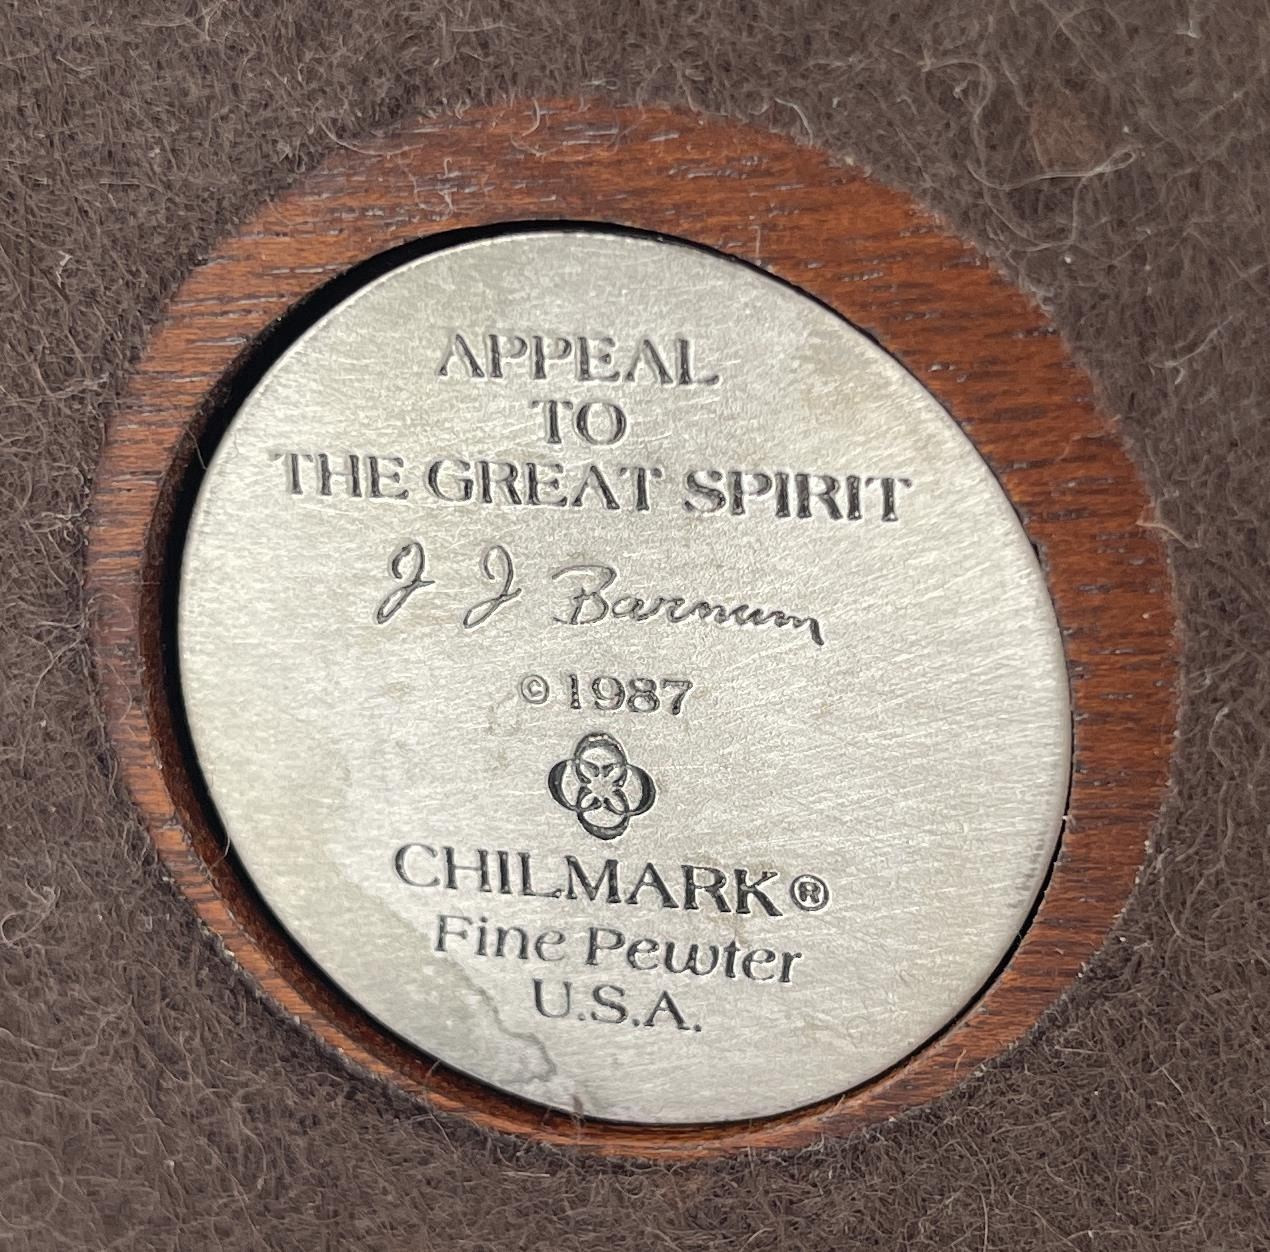 APPEAL
TO
THE GREAT SPIRIT
J J Barnum
© 1987
CHILMARK®
Fine Pewter
U.S.A.